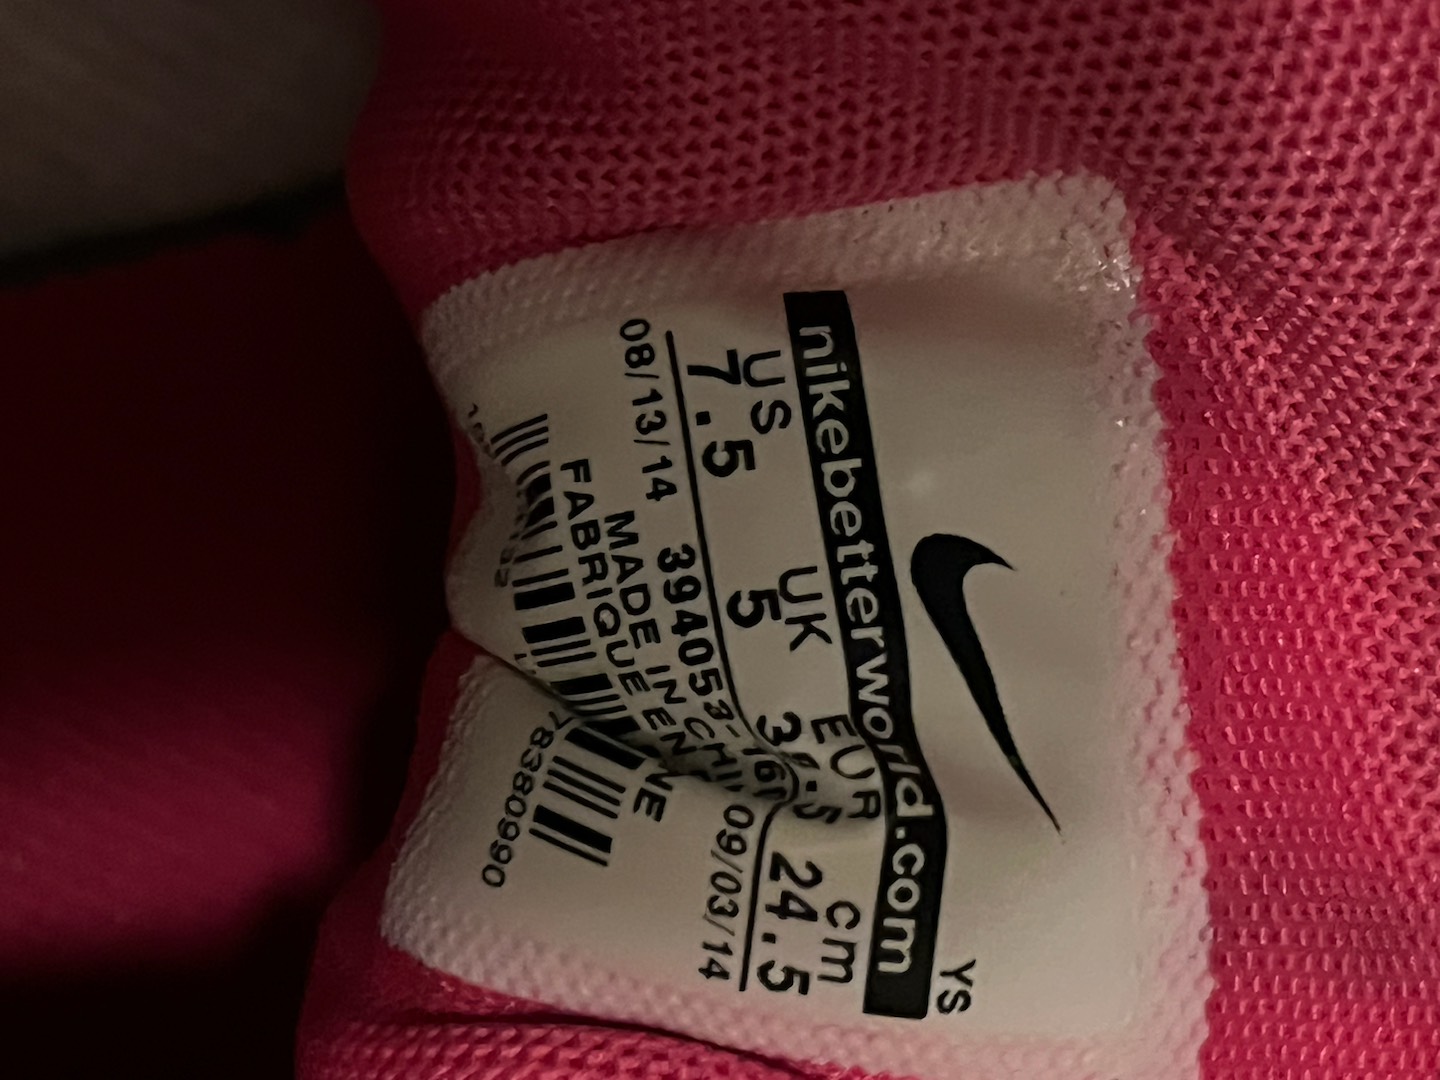 YS
nikebetterworld.com
US UK EUR cm
7.5 5 24.5
08/13/14 09/03/14
MADE IN
FABRIQUE EN
78380990